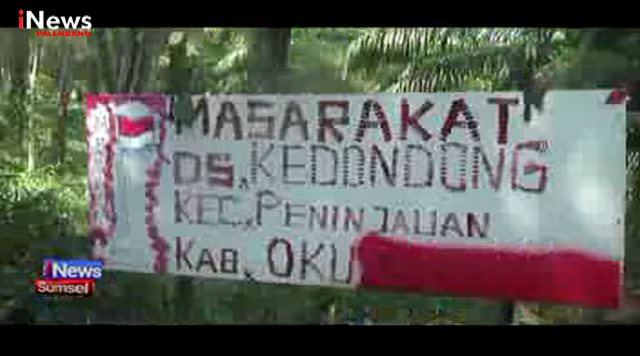 iNews
PALEMBANG
"MASARAKAT"
DS, KEDONDONG
KEC, PENINJAUAN
KAB, OKU
iNews
Sumsel